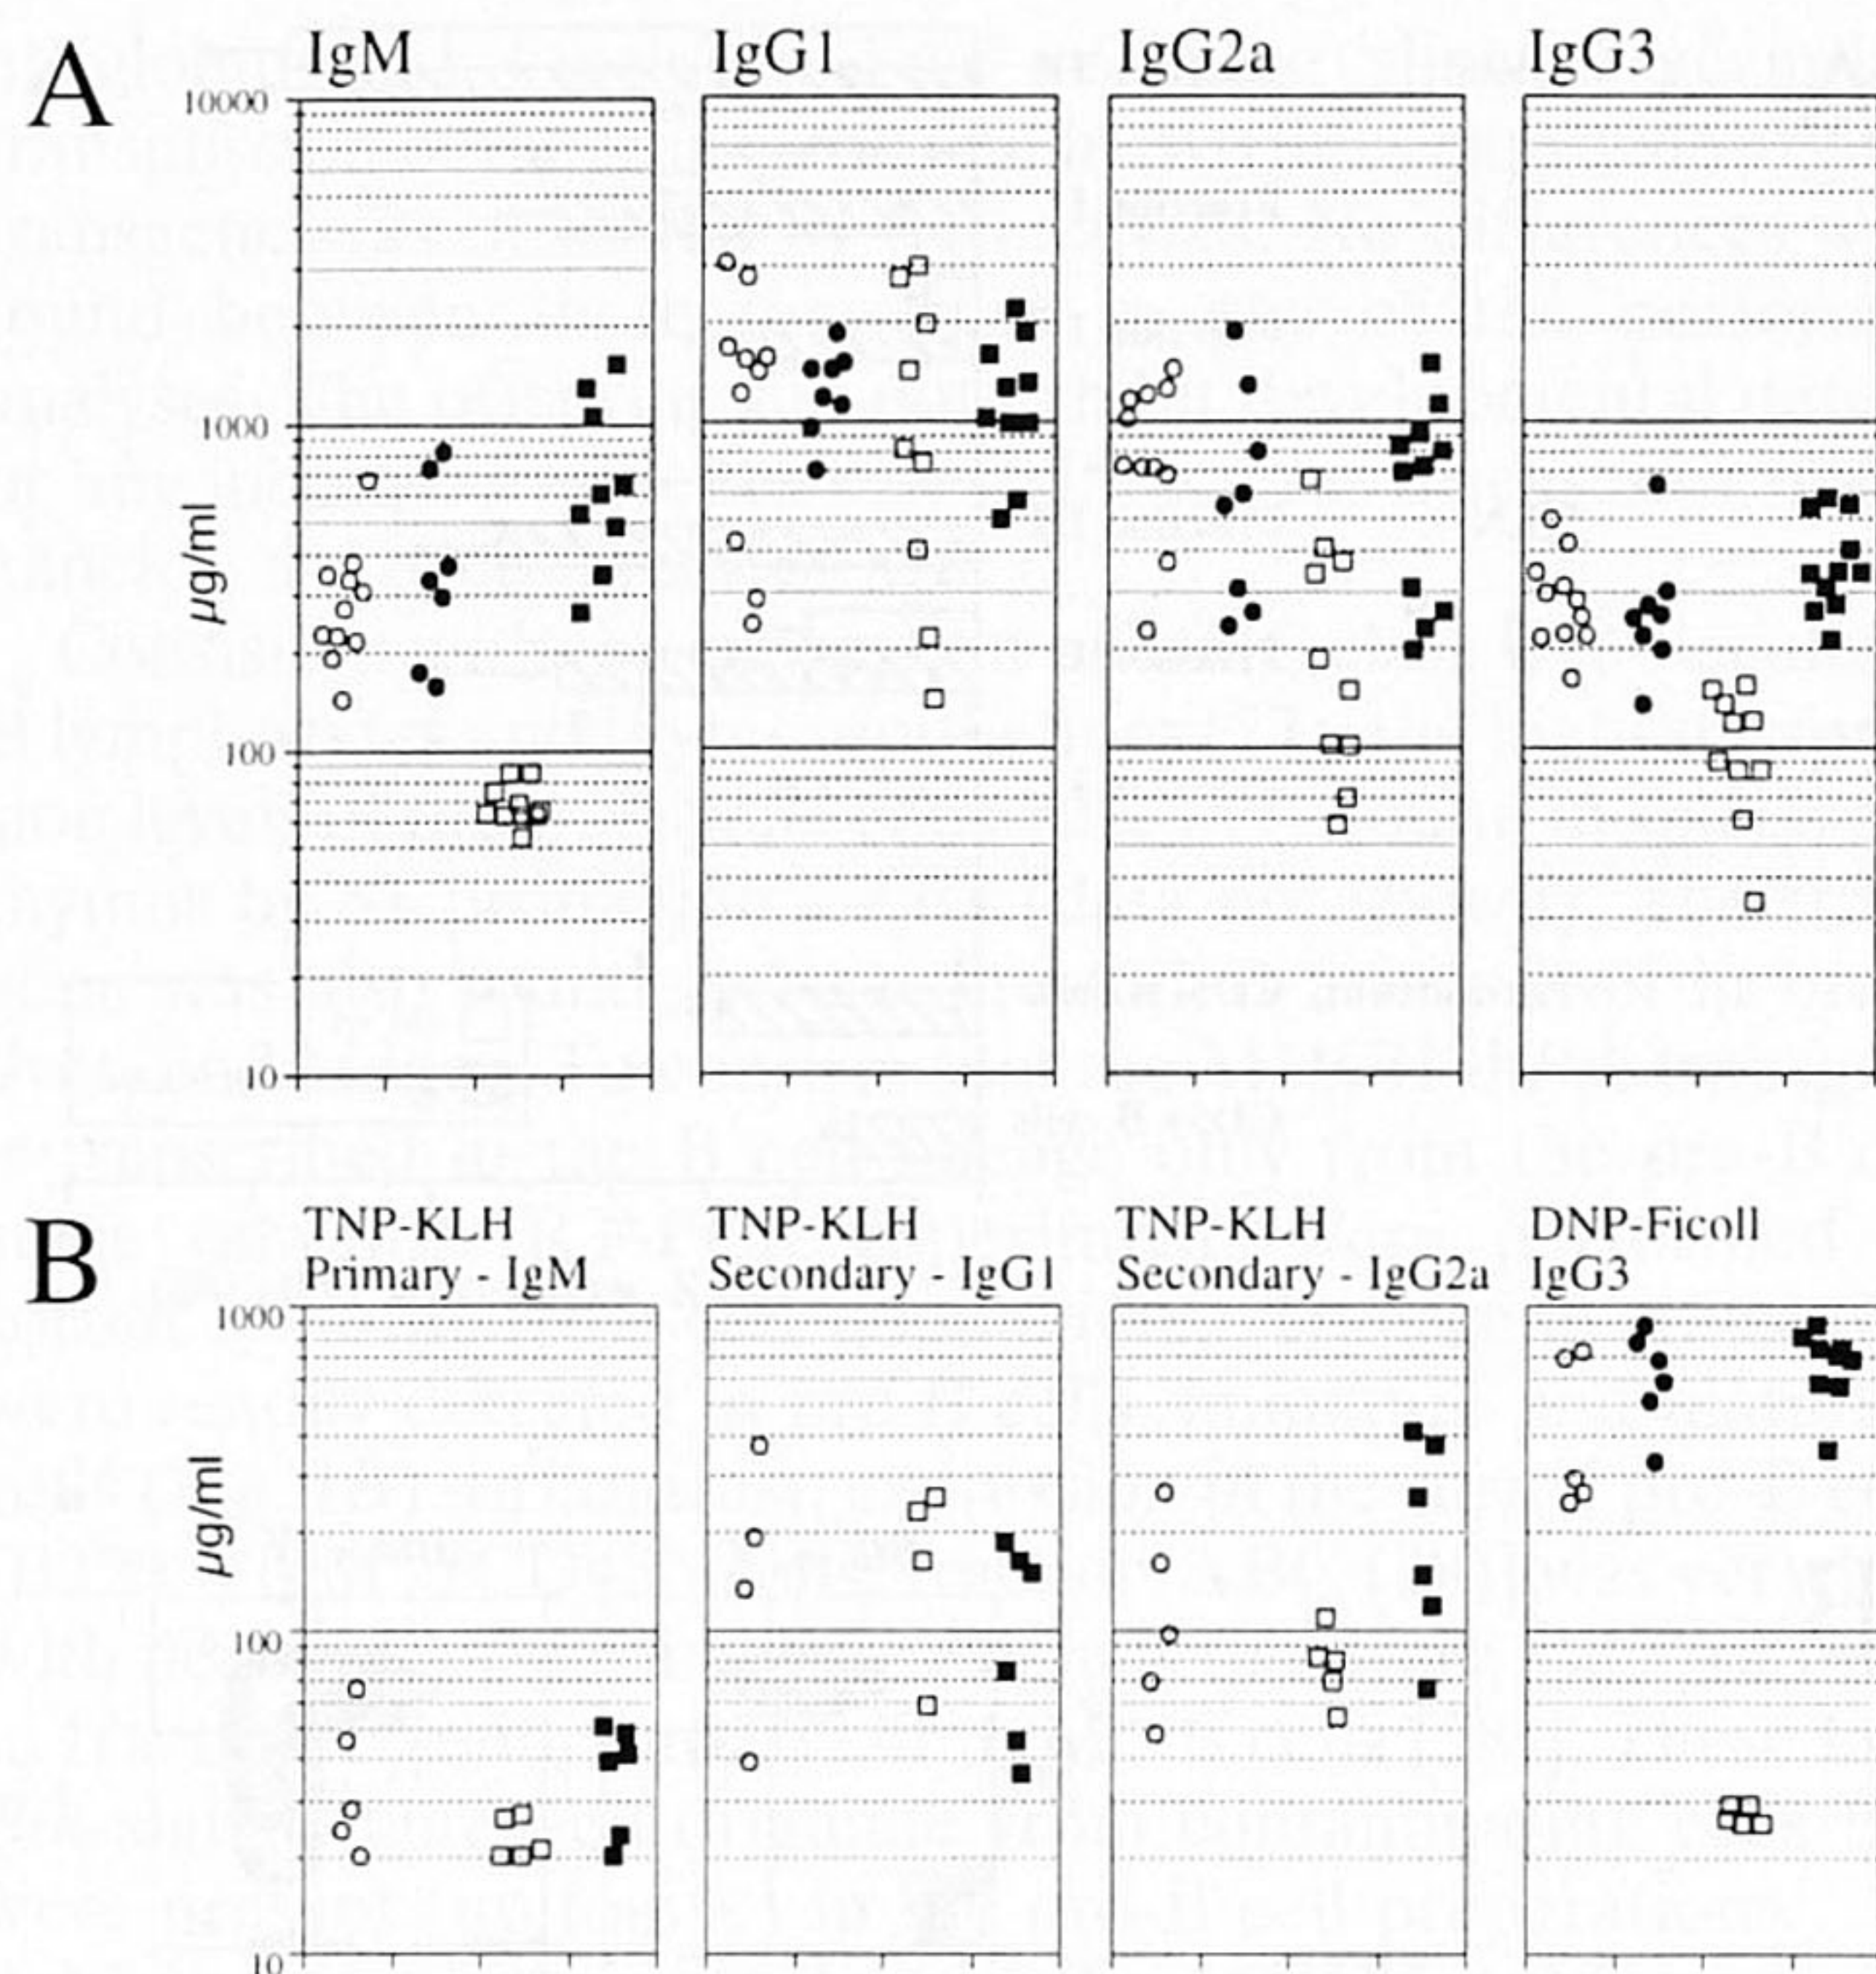 A
IgM
IgG1
IgG2a
IgG3
10000
1000
100
10
µg/ml
B
TNP-KLH
Primary - IgM
TNP-KLH
Secondary - IgG1
TNP-KLH
Secondary - IgG2a
DNP-Ficoll
IgG3
1000
100
10
µg/ml